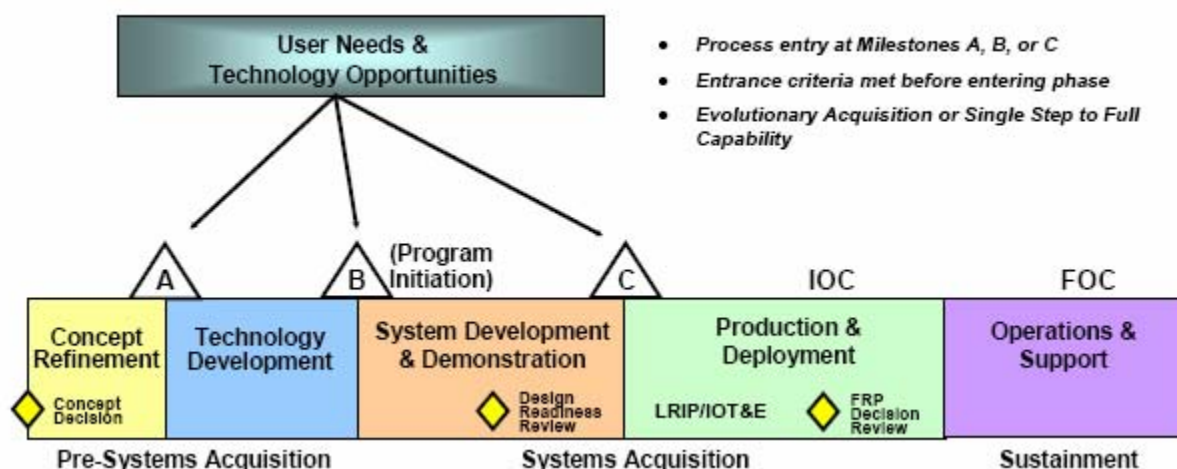 User Needs &
Technology Opportunities
• Process entry at Milestones A, B, or C
• Entrance criteria met before entering phase
• Evolutionary Acquisition or Single Step to Full
Capability
A
B
(Program
Initiation)
C
IOC
FOC
Concept
Refinement
Technology
Development
System Development
& Demonstration
Production &
Deployment
Operations &
Support
Concept
Decision
Design
Readiness
Review
LRIP/IOT&E
FRP
Decision
Review
Pre-Systems Acquisition
Systems Acquisition
Sustainment